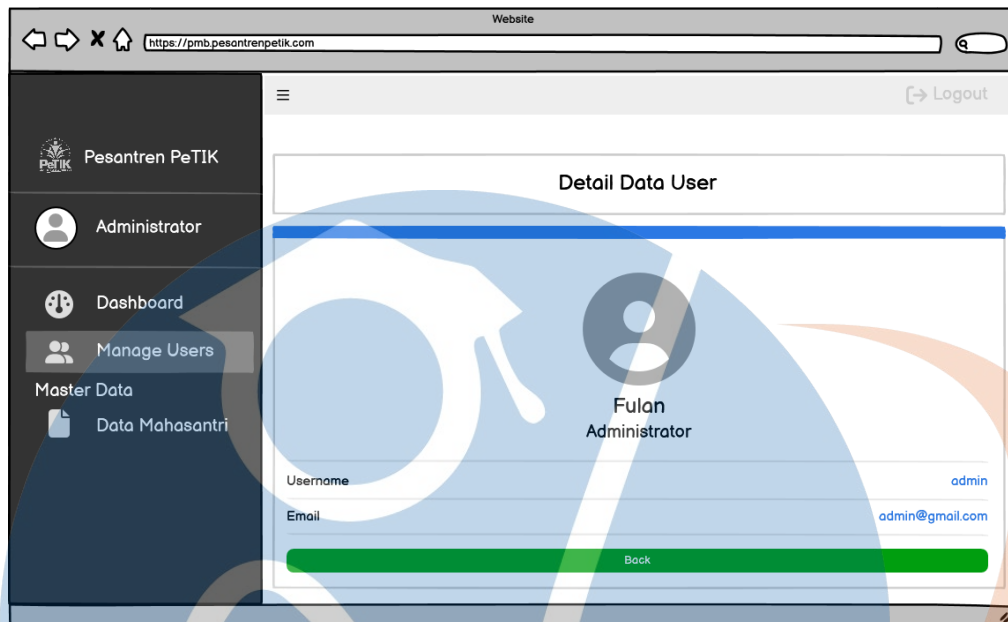 Website
https://pmb.pesantrenpetik.com
Logout
PeTIK
Pesantren PeTIK
Administrator
Dashboard
Manage Users
Master Data
Data Mahasantri
Detail Data User
Fulan
Administrator
Username admin
Email admin@gmail.com
Back